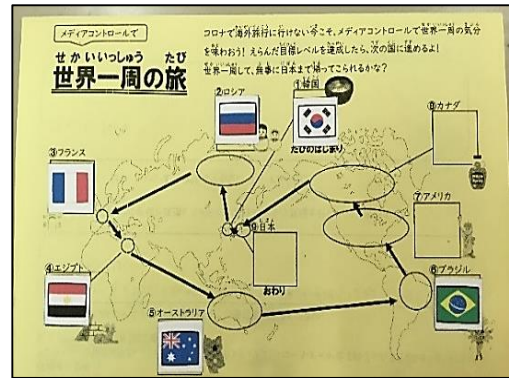 メディアコントロールで
せかいいっしゅう たび
世界一周の旅
コロナで海外旅行に行けない今こそ、メディアコントロールで世界一周の気分
を味わおう!えらんだ目標レベルを達成したら、次の国に進めるよ!
世界一周して、無事に日本まで帰ってこられるかな?
①韓国
たびのはじまり
②ロシア
③フランス
④エジプト
⑤オーストラリア
⑥ブラジル
⑦アメリカ
⑧カナダ
⑨日本
おわり